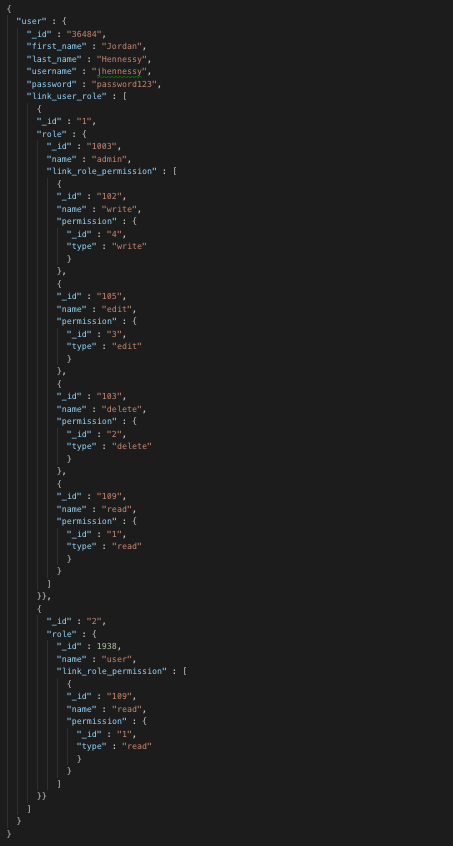 {
"user" : {
"_id" : "36484",
"first_name" : "Jordan",
"last_name" : "Hennessy",
"username" : "jhennessy",
"password" : "password123",
"link_user_role" : [
{
"_id" : "1",
"role" : {
"_id" : "1003",
"name" : "admin",
"link_role_permission" : [
{
"_id" : "102",
"name" : "write",
"permission" : {
"_id" : "4",
"type" : "write"
}
},
{
"_id" : "105",
"name" : "edit",
"permission" : {
"_id" : "3",
"type" : "edit"
}
},
{
"_id" : "103",
"name" : "delete",
"permission" : {
"_id" : "2",
"type" : "delete"
}
},
{
"_id" : "109",
"name" : "read",
"permission" : {
"_id" : "1",
"type" : "read"
}
}
]
}},
{
"_id" : "2",
"role" : {
"_id" : 1938,
"name" : "user",
"link_role_permission" : [
{
"_id" : "109",
"name" : "read",
"permission" : {
"_id" : "1",
"type" : "read"
}
}
]
}}
]
}
}